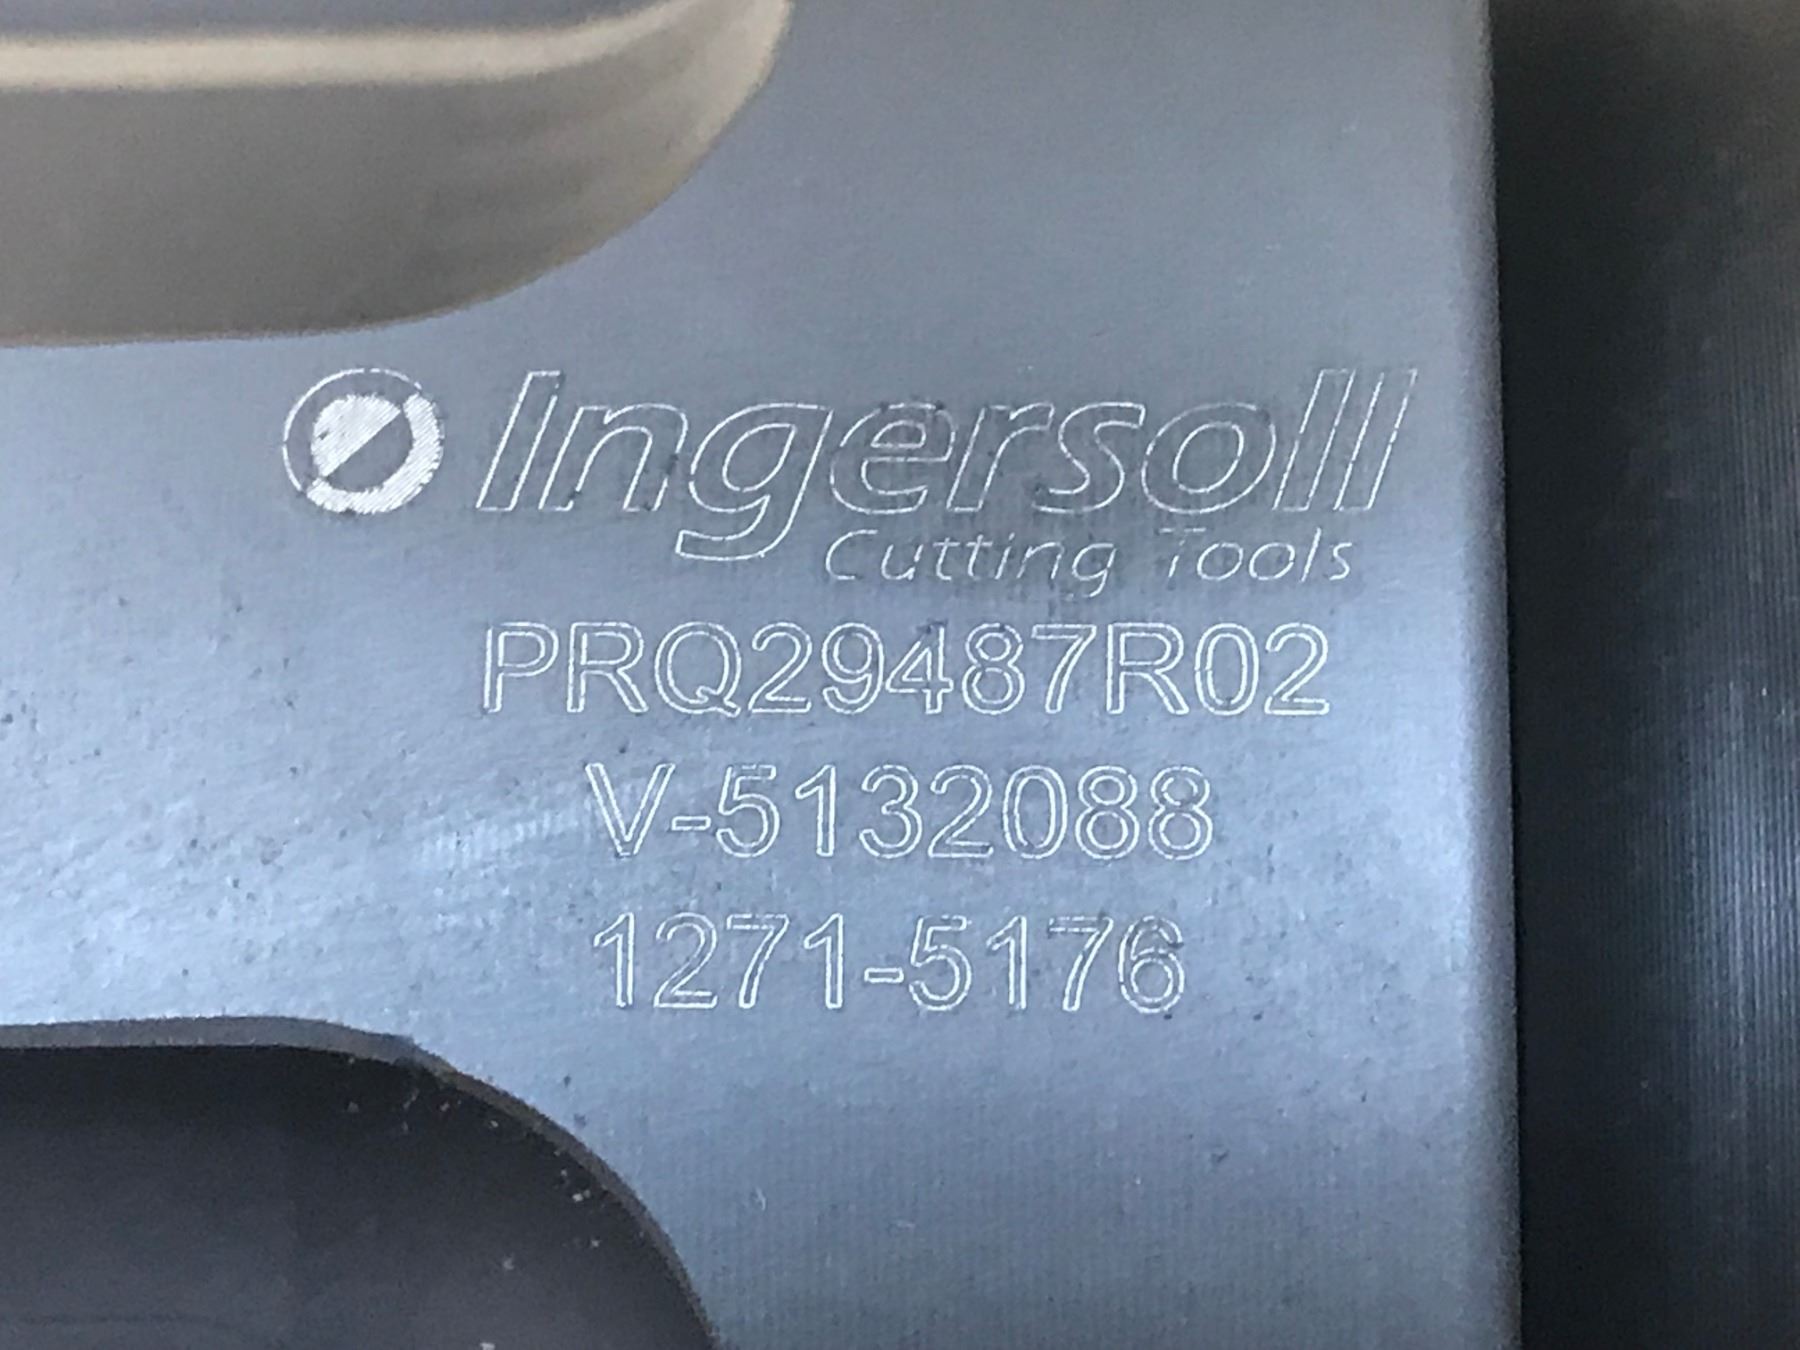 Ingersoll
Cutting Tools
PRQ29487R02
V-5132088
1271-5176